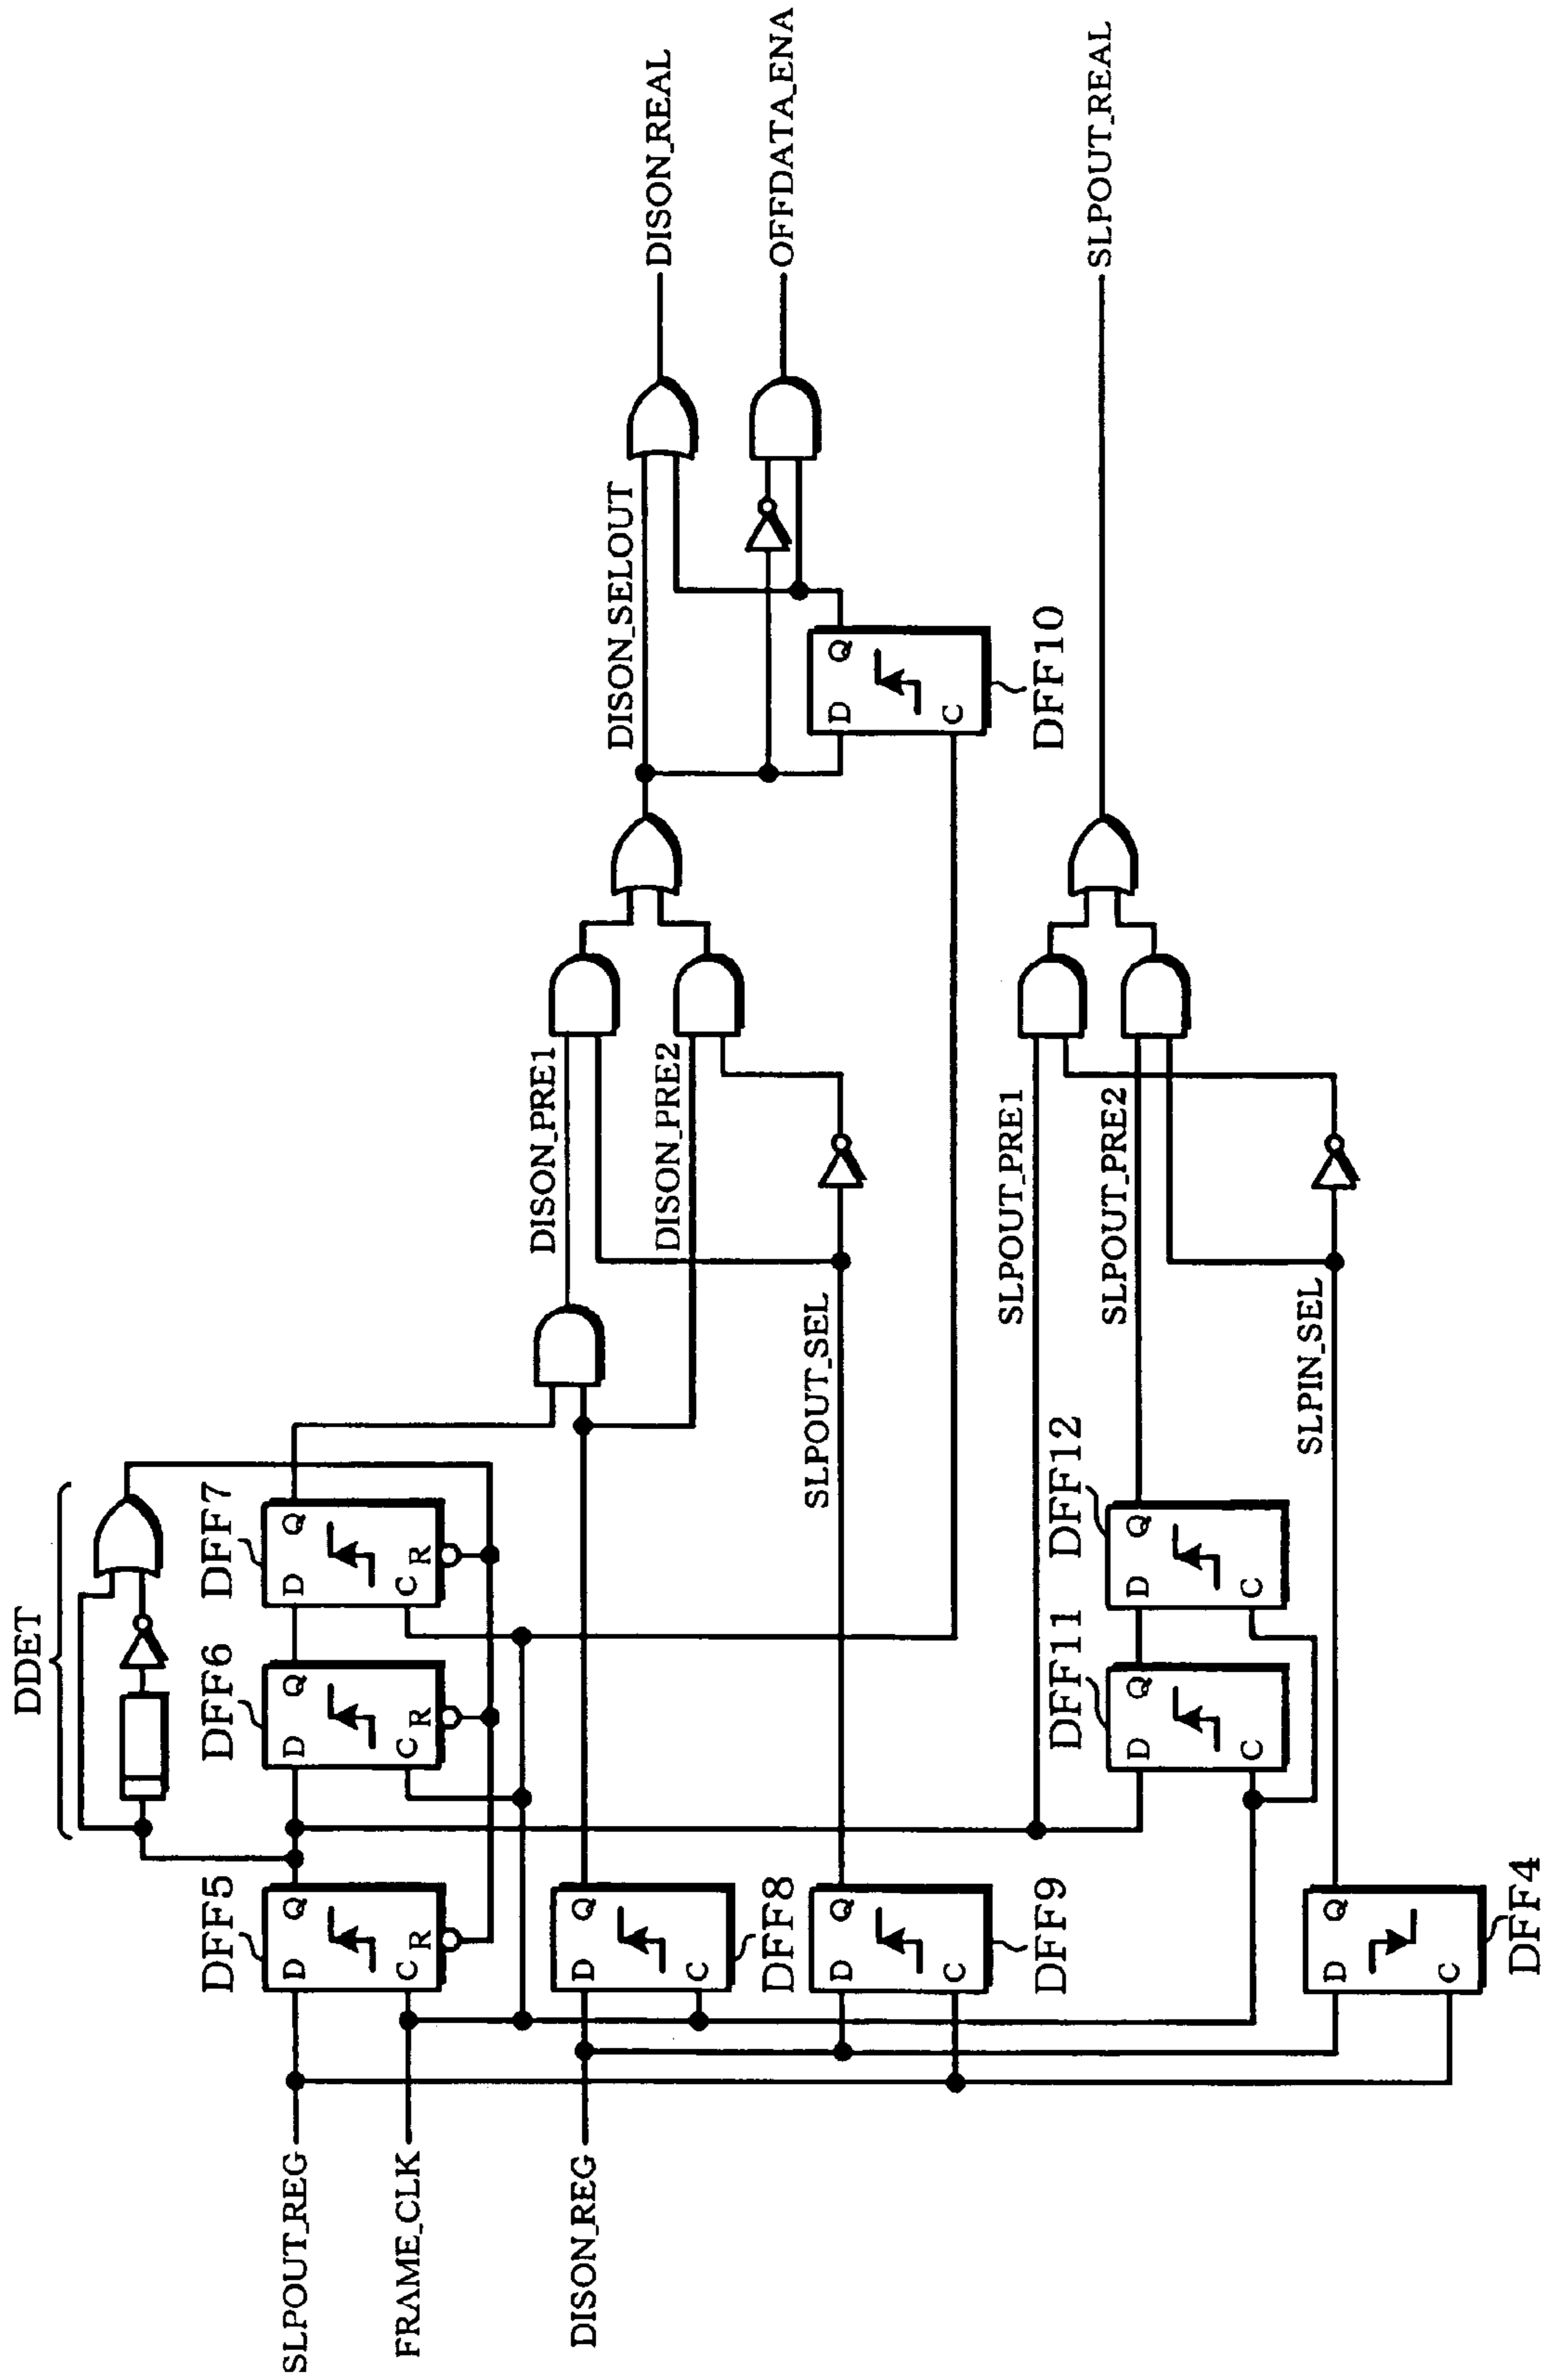 DDET
DFF5
D
Q
C
R
DFF6
D
Q
C
R
DFF7
D
Q
C
R
SLPOUT_REG
FRAME_CLK
DISON_REG
DFF8
D
Q
C
DFF9
D
Q
C
DFF4
D
Q
C
DFF11
D
Q
C
DFF12
D
Q
C
SLPOUT_SEL
SLPIN_SEL
DISON_PRE1
DISON_PRE2
SLPOUT_PRE1
SLPOUT_PRE2
DISON_SELOUT
DFF10
D
Q
C
DISON_REAL
OFFDATA_ENA
SLPOUT_REAL